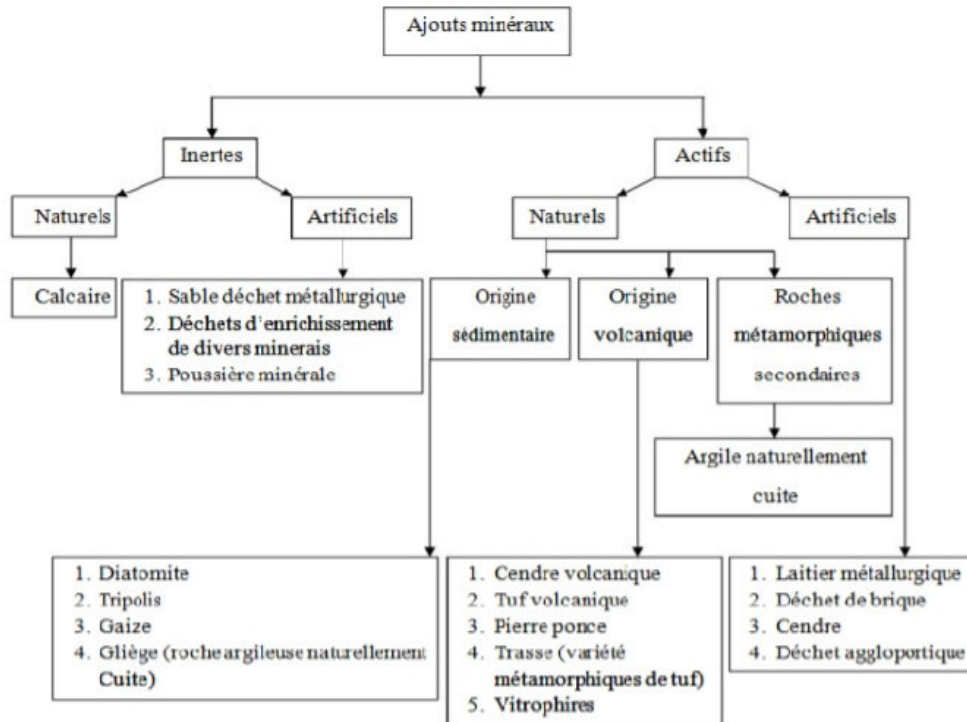 Ajouts minéraux
Inertes
Actifs
Naturels
Artificiels
Naturels
Artificiels
Calcaire
1. Sable déchet métallurgique
2. Déchets d'enrichissement
de divers minerais
3. Poussière minérale
Origine
sédimentaire
Origine
volcanique
Roches
métamorphiques
secondaires
Argile naturellement
cuite
1. Diatomite
2. Tripolis
3. Gaize
4. Gliège (roche argileuse naturellement
Cuite)
1. Cendre volcanique
2. Tuf volcanique
3. Pierre ponce
4. Trasse (variété
métamorphiques de tuf)
5. Vitrophires
1. Laitier métallurgique
2. Déchet de brique
3. Cendre
4. Déchet aggloportique